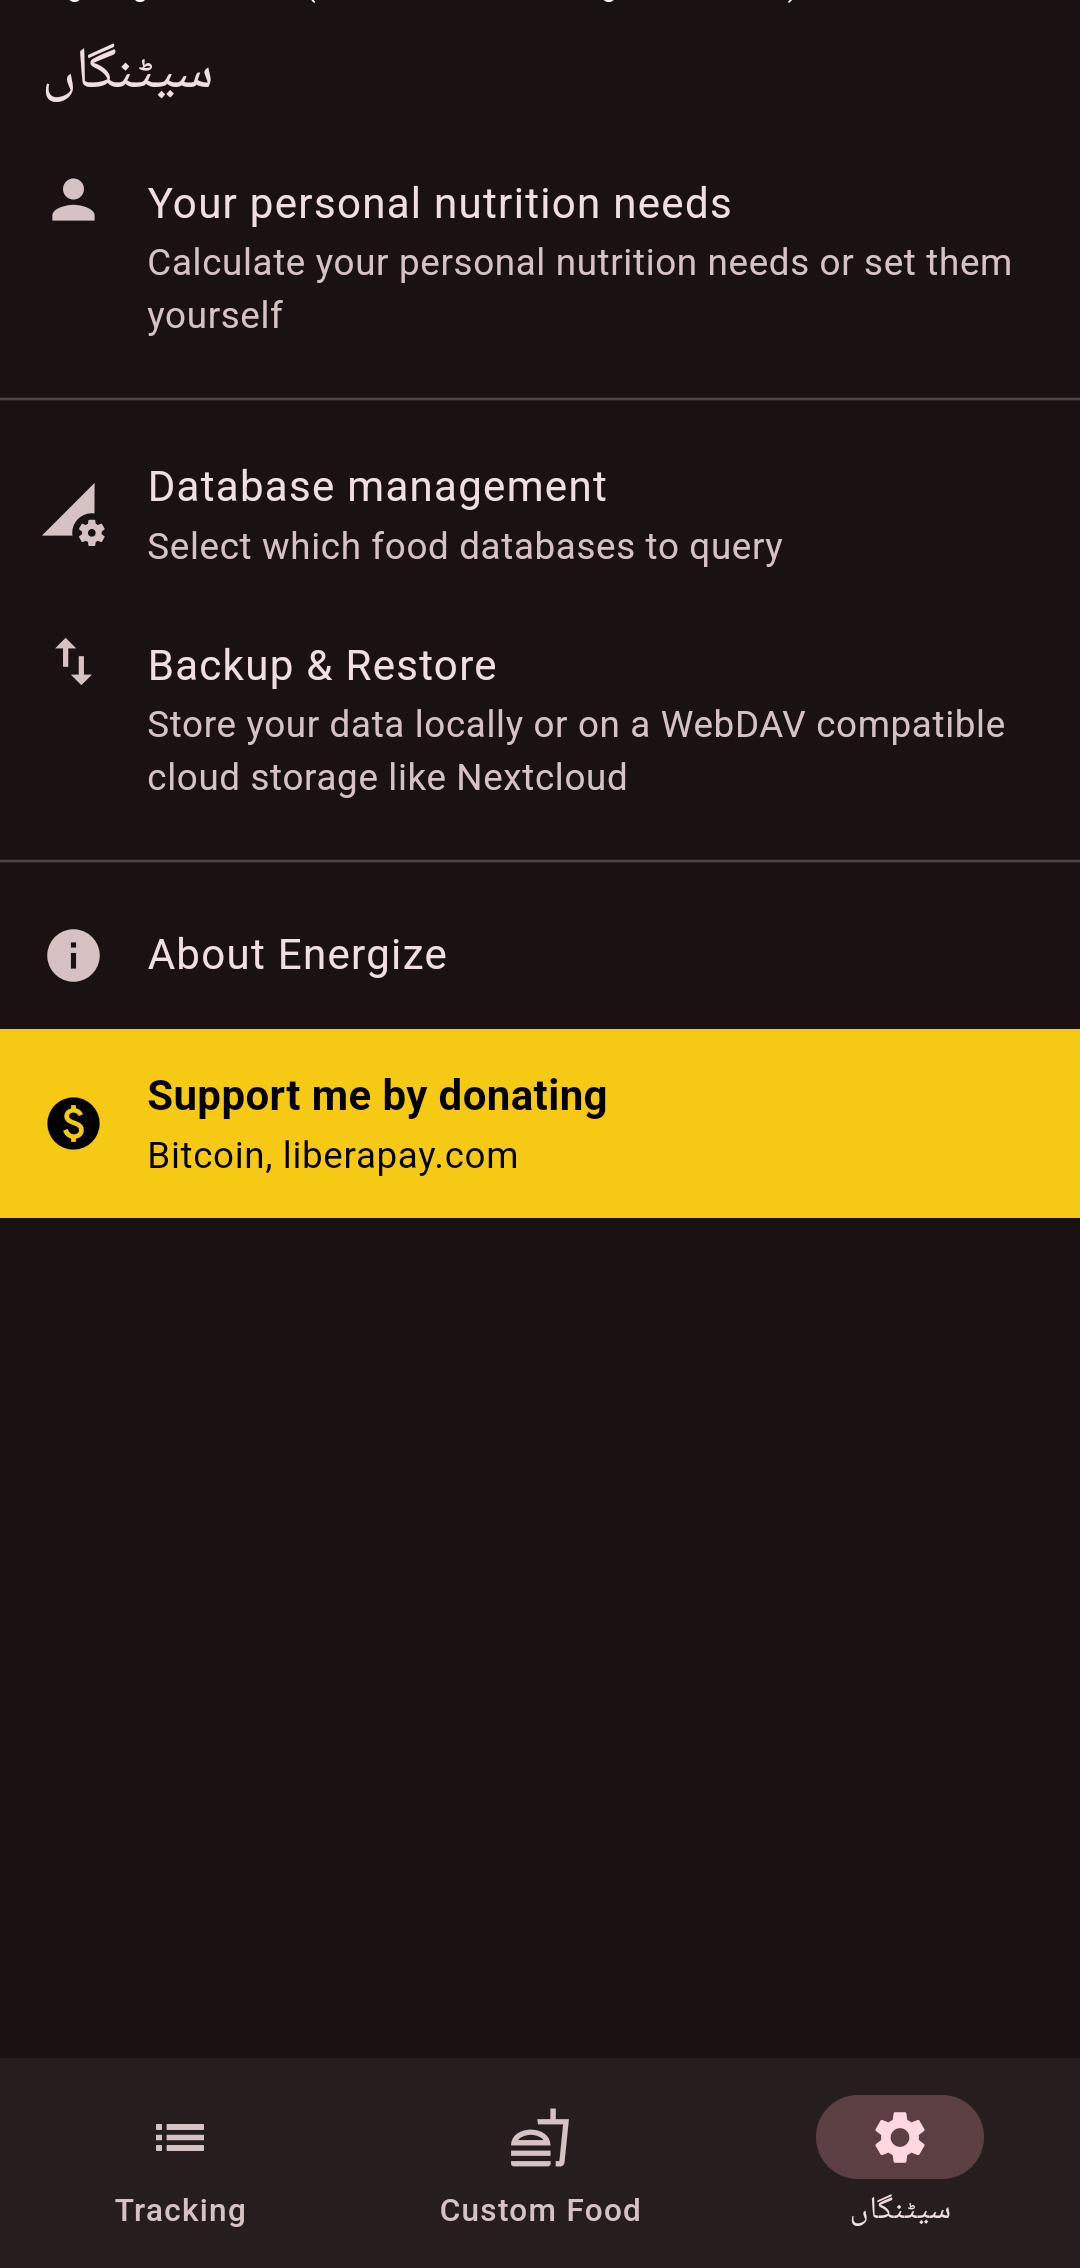 سیٹنگاں
Your personal nutrition needs
Calculate your personal nutrition needs or set them
yourself
Database management
Select which food databases to query
Backup & Restore
Store your data locally or on a WebDAV compatible
cloud storage like Nextcloud
About Energize
Support me by donating
Bitcoin, liberapay.com
Tracking
Custom Food
سیٹنگاں